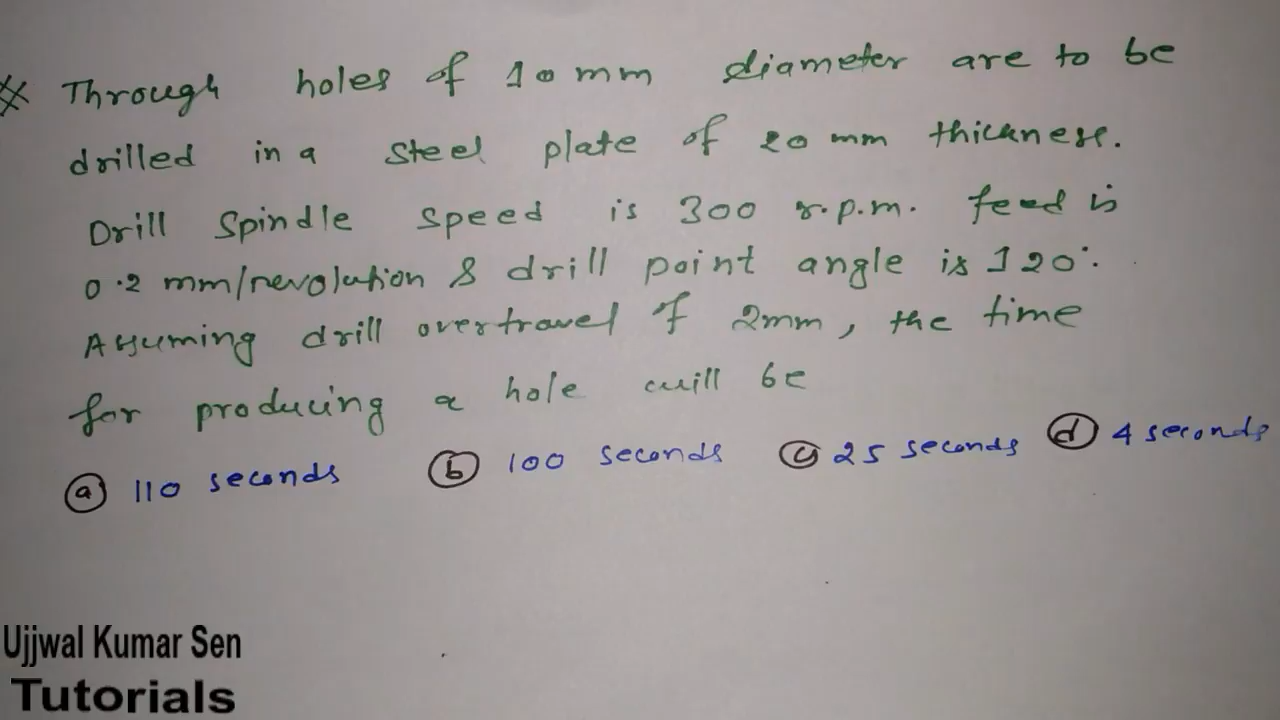 ※ Through holes of 10 mm diameter are to be
drilled in a steel plate of 20 mm thickness.
Drill Spindle speed is 300 r.p.m. feed is
0.2 mm/revolution & drill point angle is 120°.
Assuming drill overtravel of 2mm, the time
for producing a hole will be
(a) 110 seconds (b) 100 seconds (c) 25 seconds (d) 4 seconds
Ujjwal Kumar Sen
Tutorials